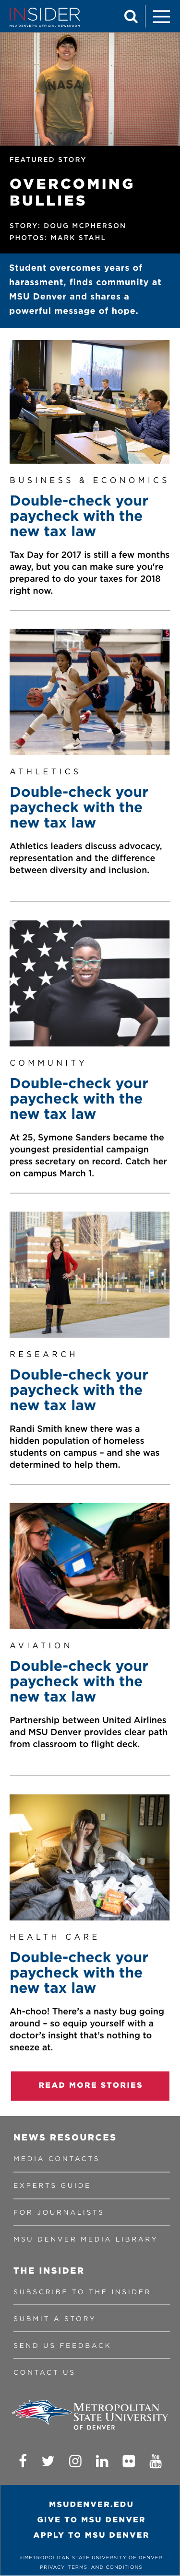 INSIDER
MSU DENVER'S OFFICIAL NEWSROOM
NASA
FEATURED STORY
OVERCOMING
BULLIES
STORY: DOUG MCPHERSON
PHOTOS: MARK STAHL
Student overcomes years of
harassment, finds community at
MSU Denver and shares a
powerful message of hope.
BUSINESS & ECONOMICS
Double-check your
paycheck with the
new tax law
Tax Day for 2017 is still a few months
away, but you can make sure you're
prepared to do your taxes for 2018
right now.
ATHLETICS
Double-check your
paycheck with the
new tax law
Athletics leaders discuss advocacy,
representation and the difference
between diversity and inclusion.
COMMUNITY
Double-check your
paycheck with the
new tax law
At 25, Symone Sanders became the
youngest presidential campaign
press secretary on record. Catch her
on campus March 1.
RESEARCH
Double-check your
paycheck with the
new tax law
Randi Smith knew there was a
hidden population of homeless
students on campus – and she was
determined to help them.
AVIATION
Double-check your
paycheck with the
new tax law
Partnership between United Airlines
and MSU Denver provides clear path
from classroom to flight deck.
HEALTH CARE
Double-check your
paycheck with the
new tax law
Ah-choo! There's a nasty bug going
around – so equip yourself with a
doctor's insight that's nothing to
sneeze at.
READ MORE STORIES
NEWS RESOURCES
MEDIA CONTACTS
EXPERTS GUIDE
FOR JOURNALISTS
MSU DENVER MEDIA LIBRARY
THE INSIDER
SUBSCRIBE TO THE INSIDER
SUBMIT A STORY
SEND US FEEDBACK
CONTACT US
METROPOLITAN
STATE UNIVERSITY
OF DENVER
You Tube
MSUDENVER.EDU
GIVE TO MSU DENVER
APPLY TO MSU DENVER
©METROPOLITAN STATE UNIVERSITY OF DENVER
PRIVACY, TERMS, AND CONDITIONS